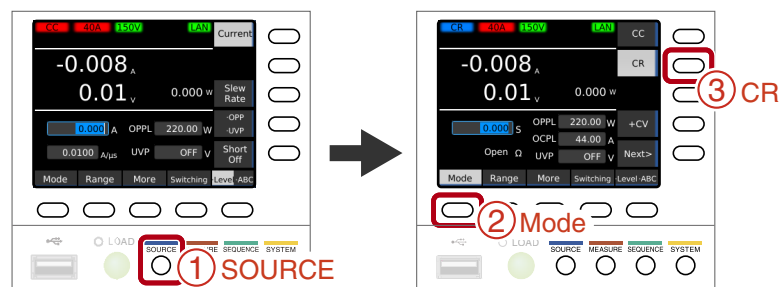 CC 40A 150V LAN Current
-0.008 A
0.01 V 0.000 W Slew Rate
0.000 A OPPL 220.00 W ·OPP ·UVP
0.0100 A/µs UVP OFF V Short Off
Mode Range More Switching ·Level·ABC
LOAD SOURCE SEQUENCE SYSTEM
1 SOURCE
CR 40A 150V LAN CC
-0.008 A CR
0.01 V 0.000 W
3 CR
0.000 S OPPL 220.00 W +CV
OCPL 44.00 A
Open Ω UVP OFF V Next>
Mode Range More Switching ·Level·ABC
2 Mode
LOAD SOURCE MEASURE SEQUENCE SYSTEM